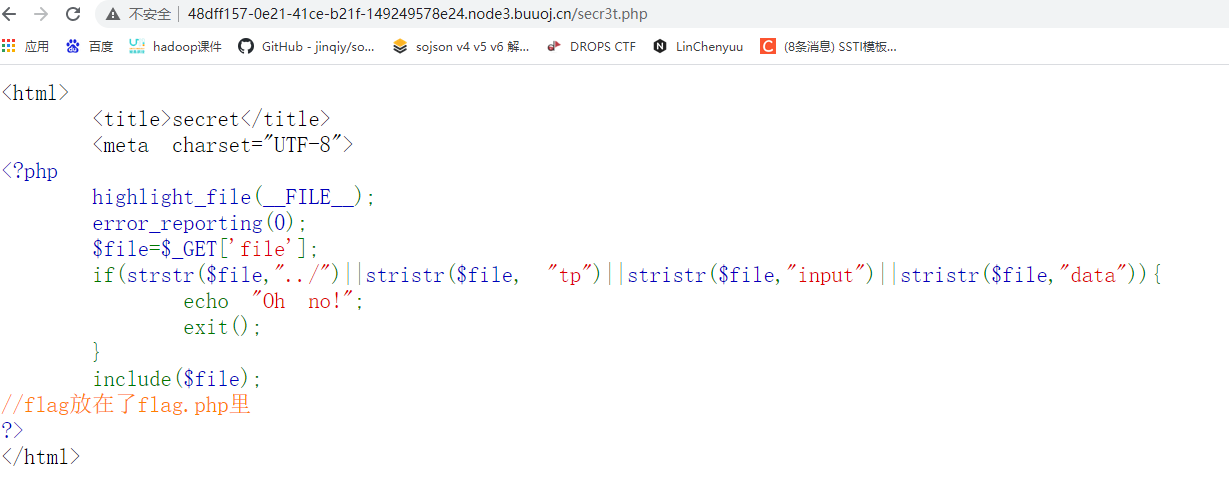 不安全 | 48dff157-0e21-41ce-b21f-149249578e24.node3.buuoj.cn/secr3t.php
应用 百度 hadoop课件 GitHub - jinqiy/so... sojson v4 v5 v6 解... DROPS CTF LinChenyuu (8条消息) SSTI模板...
<html>
<title>secret</title>
<meta charset="UTF-8">
<?php
highlight_file(__FILE__);
error_reporting(0);
$file=$_GET['file'];
if(strstr($file,"../")||stristr($file, "tp")||stristr($file,"input")||stristr($file,"data")){
echo "Oh no!";
exit();
}
include($file);
//flag放在了flag.php里
?>
</html>